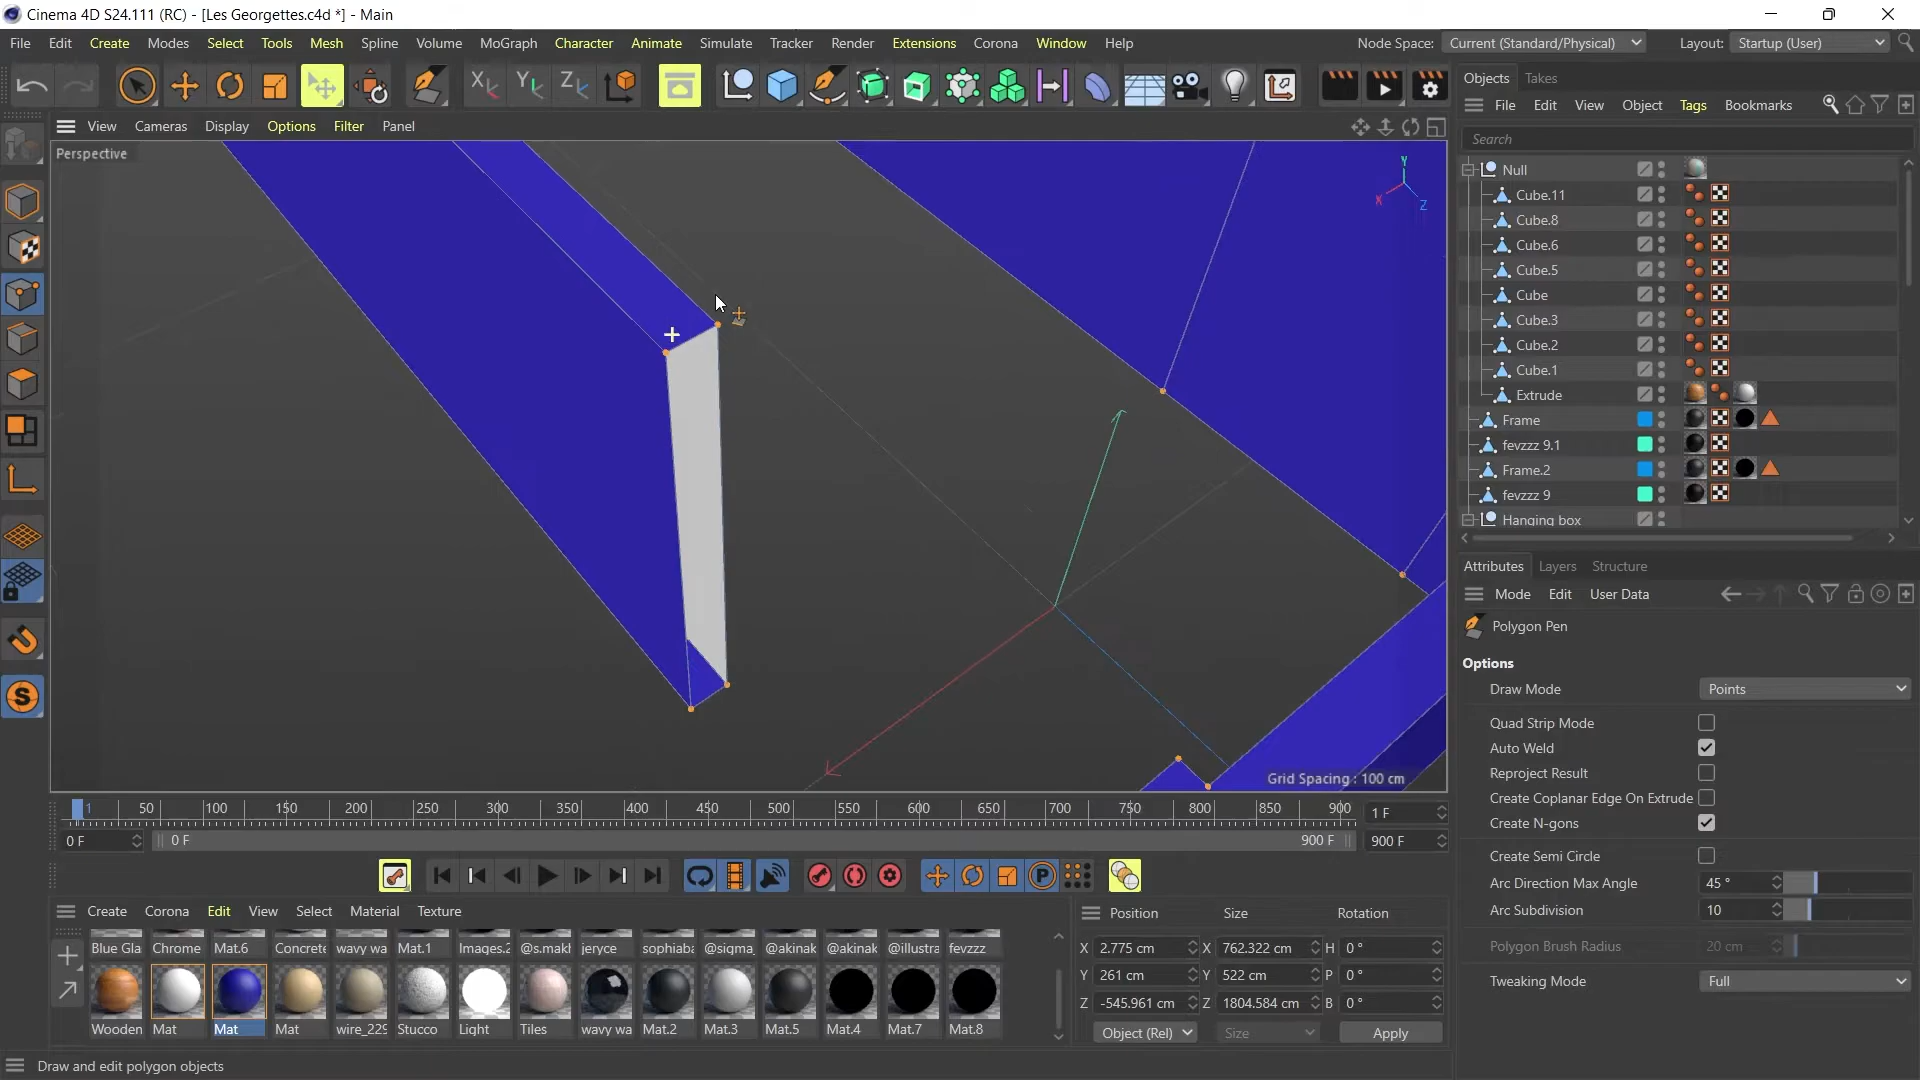 Cinema 4D S24.111 (RC) - [Les Georgettes.c4d *] - Main
File Edit Create Modes Select Tools Mesh Spline Volume MoGraph Character Animate Simulate Tracker Render Extensions Corona Window Help Node Space: Current (Standard/Physical) Layout: Startup (User)
Objects Takes
File Edit View Object Tags Bookmarks
View Cameras Display Options Filter Panel
Search
Perspective
Y
X
Z
Null
Cube.11
Cube.8
Cube.6
Cube.5
Cube
Cube.3
Cube.2
Cube.1
Extrude
Frame
fevzzz 9.1
Frame.2
fevzzz 9
Hanging box
Attributes Layers Structure
Mode Edit User Data
Polygon Pen
Options
Draw Mode Points
Quad Strip Mode
Auto Weld
Reproject Result
Create Coplanar Edge On Extrude
Create N-gons
Create Semi Circle
Arc Direction Max Angle 45 °
Arc Subdivision 10
Polygon Brush Radius 20 cm
Tweaking Mode Full
Grid Spacing : 100 cm
1 50 100 150 200 250 300 350 400 450 500 550 600 650 700 750 800 850 900 1 F
0 F 0 F 900 F 900 F
Create Corona Edit View Select Material Texture
Blue Gla Chrome Mat.6 Concrete wavy wa Mat.1 Images.2 @s.makl jeryce sophiaba @sigma_ @akinak @akinak @illustra fevzzz
Wooden Mat Mat Mat wire_229 Stucco Light Tiles wavy wa Mat.2 Mat.3 Mat.5 Mat.4 Mat.7 Mat.8
Position Size Rotation
X 2.775 cm X 762.322 cm H 0 °
Y 261 cm Y 522 cm P 0 °
Z -545.961 cm Z 1804.584 cm B 0 °
Object (Rel) Size Apply
Draw and edit polygon objects